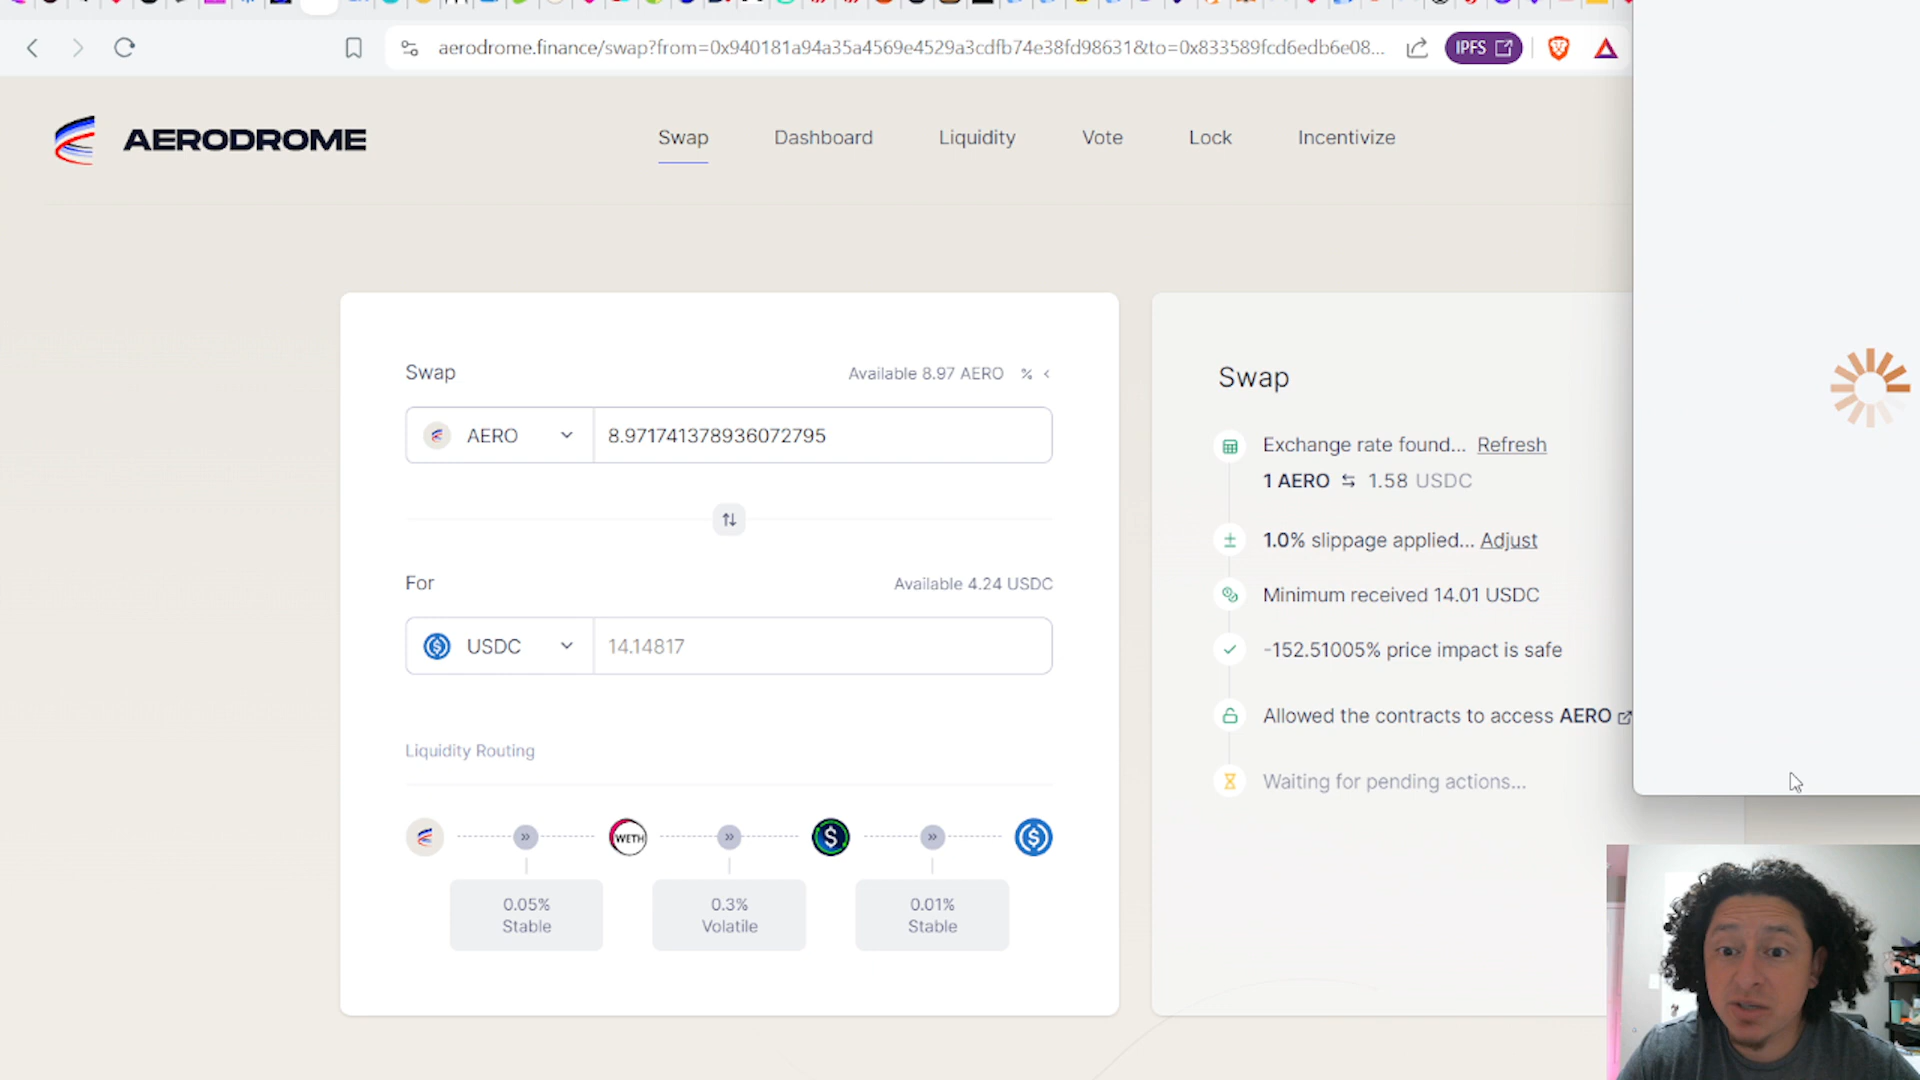 aerodrome.finance/swap?from=0x940181a94a35a4569e4529a3cdfb74e38fd98631&to=0x833589fcd6edb6e08...
IPFS
AERODROME
Swap
Dashboard
Liquidity
Vote
Lock
Incentivize
Swap
Available 8.97 AERO % <
AERO
8.971741378936072795
For
Available 4.24 USDC
USDC
14.14817
Liquidity Routing
WETH
0.05%
Stable
0.3%
Volatile
0.01%
Stable
Swap
Exchange rate found... Refresh
1 AERO ⇆ 1.58 USDC
1.0% slippage applied... Adjust
Minimum received 14.01 USDC
-152.51005% price impact is safe
Allowed the contracts to access AERO
Waiting for pending actions...